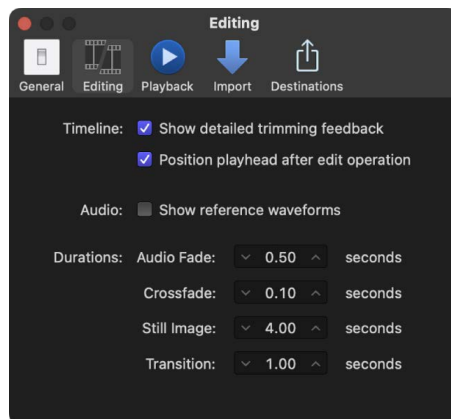 Editing
General Editing Playback Import Destinations
Timeline: Show detailed trimming feedback
Position playhead after edit operation
Audio: Show reference waveforms
Durations: Audio Fade: 0.50 seconds
Crossfade: 0.10 seconds
Still Image: 4.00 seconds
Transition: 1.00 seconds